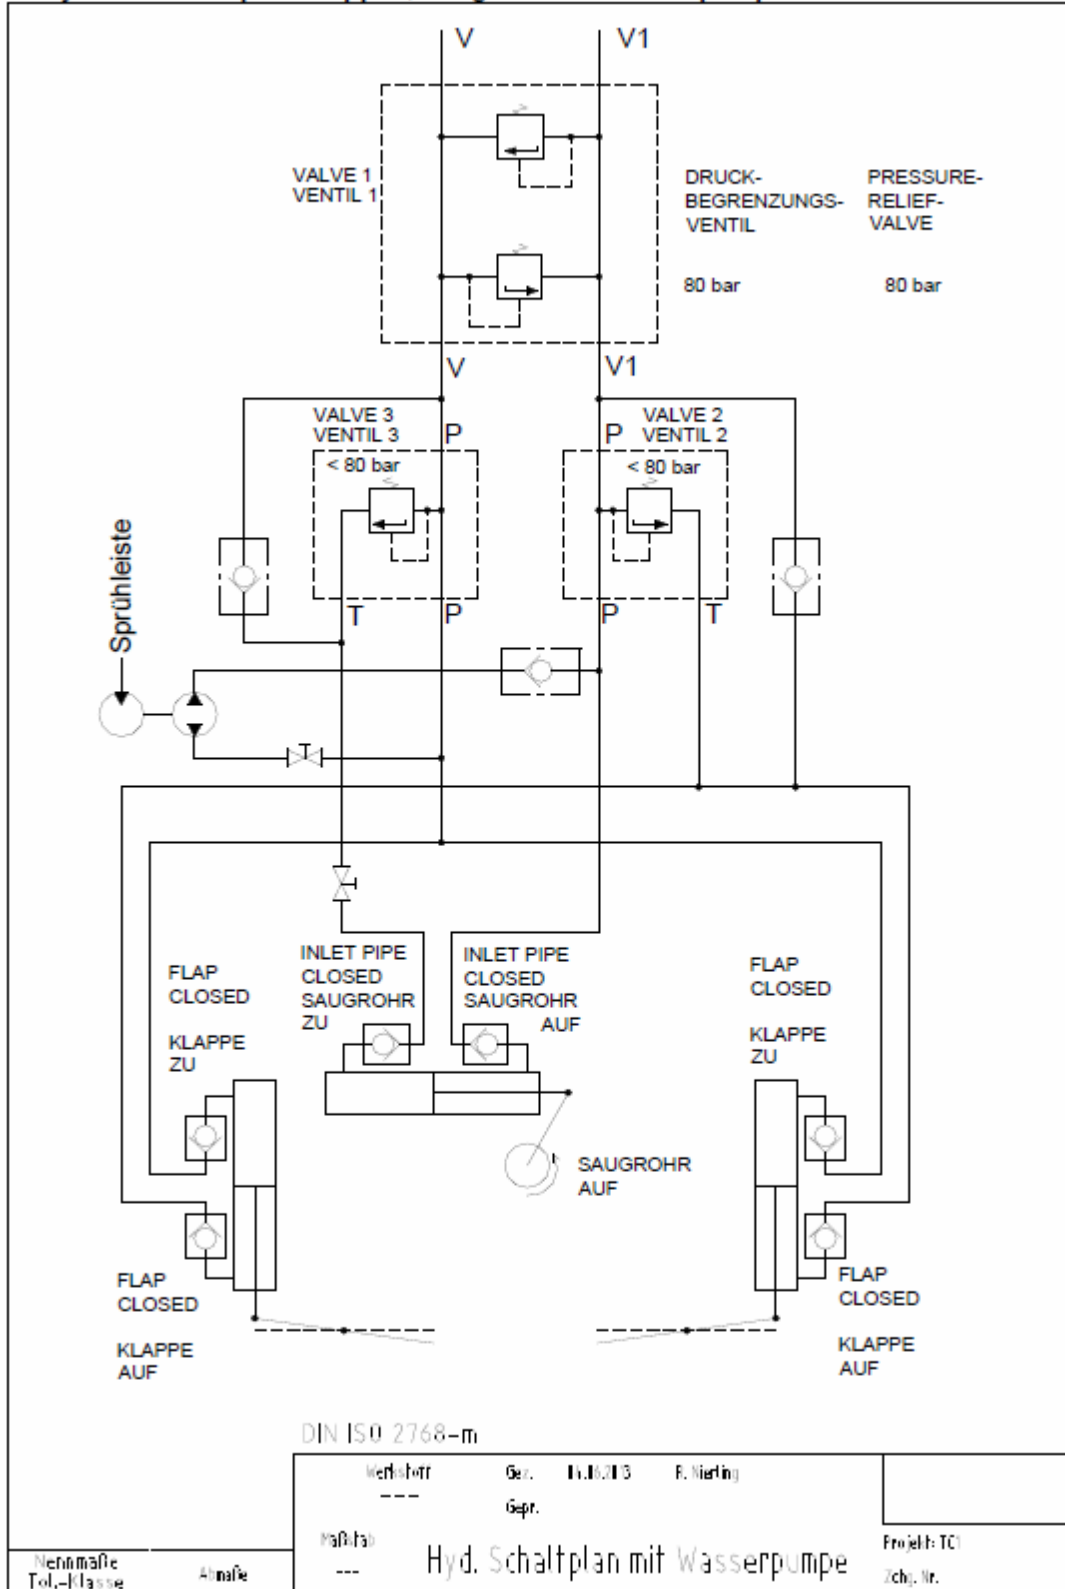 V
V1
VALVE 1
VENTIL 1
DRUCK-
BEGRENZUNGS-
VENTIL
PRESSURE-
RELIEF-
VALVE
80 bar
80 bar
V
V1
VALVE 3
VENTIL 3
P
P
VALVE 2
VENTIL 2
< 80 bar
< 80 bar
Sprühleiste
T
P
P
T
INLET PIPE
CLOSED
SAUGROHR
ZU
INLET PIPE
CLOSED
SAUGROHR
AUF
FLAP
CLOSED
KLAPPE
ZU
FLAP
CLOSED
KLAPPE
ZU
SAUGROHR
AUF
FLAP
CLOSED
KLAPPE
AUF
FLAP
CLOSED
KLAPPE
AUF
DIN ISO 2768-m
Werkstoff
---
Gez.
R. Nierling
Gepr.
Maßstab
---
Hyd. Schaltplan mit Wasserpumpe
Projekt: TC1
Zchg. Nr.
Nennmaße
Tol.-Klasse
Abmaße